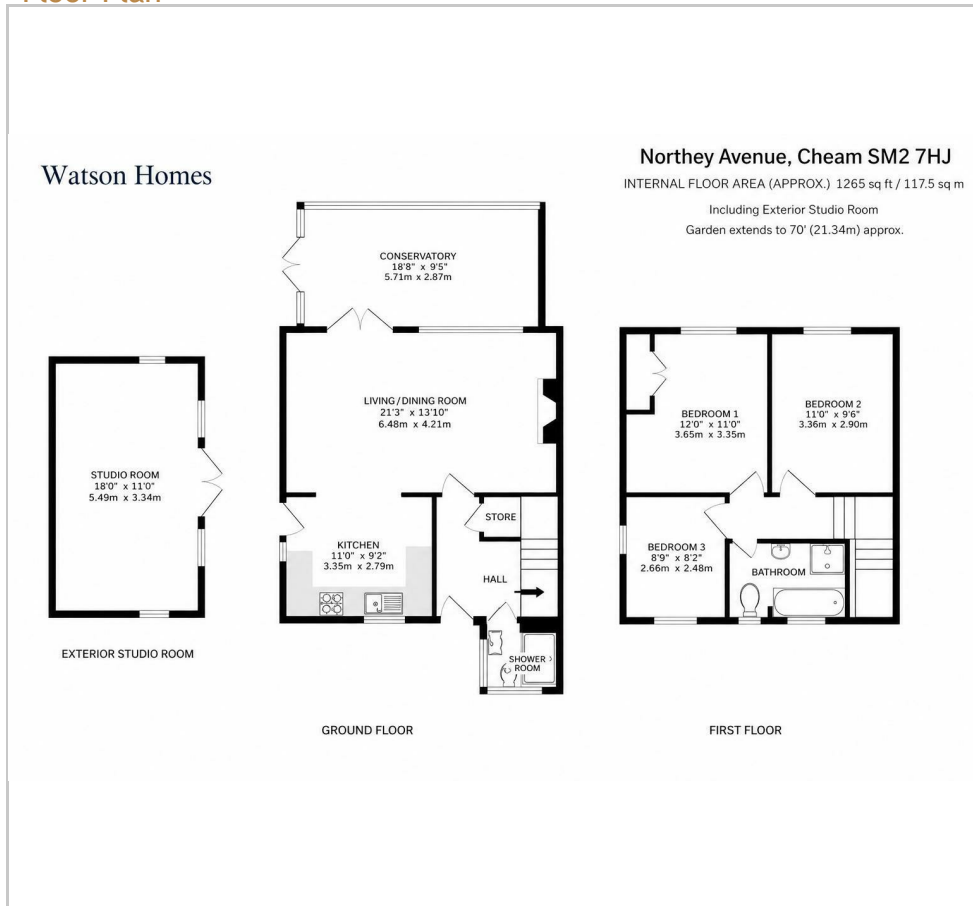 Floor Plan
Watson Homes
Northey Avenue, Cheam SM2 7HJ
INTERNAL FLOOR AREA (APPROX.) 1265 sq ft / 117.5 sq m
Including Exterior Studio Room
Garden extends to 70' (21.34m) approx.
CONSERVATORY
18'8" x 9'5"
5.71m x 2.87m
LIVING/DINING ROOM
21'3" x 13'10"
6.48m x 4.21m
STUDIO ROOM
18'0" x 11'0"
5.49m x 3.34m
KITCHEN
11'0" x 9'2"
3.35m x 2.79m
STORE
HALL
SHOWER
ROOM
BEDROOM 1
12'0" x 11'0"
3.65m x 3.35m
BEDROOM 2
11'0" x 9'6"
3.36m x 2.90m
BEDROOM 3
8'9" x 8'2"
2.66m x 2.48m
BATHROOM
EXTERIOR STUDIO ROOM
GROUND FLOOR
FIRST FLOOR